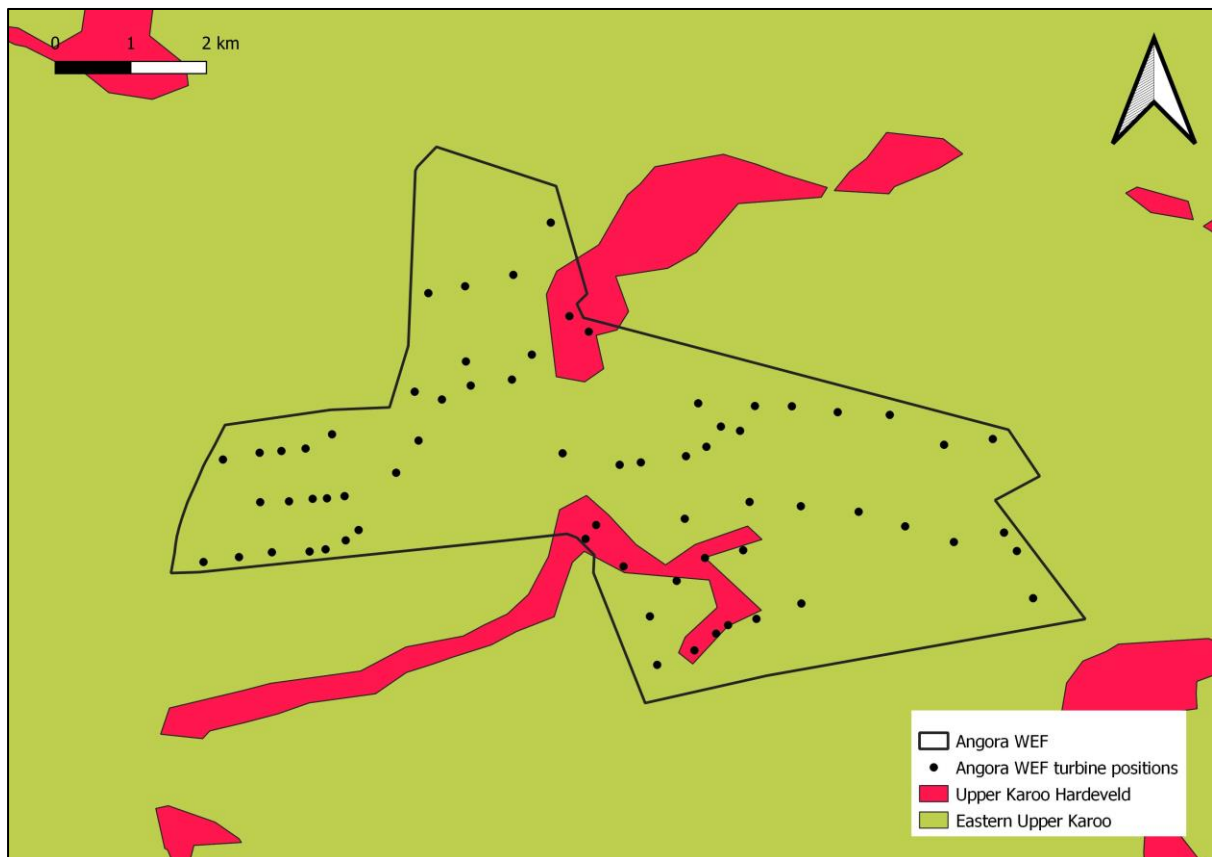 0 1 2 km
Angora WEF
Angora WEF turbine positions
Upper Karoo Hardeveld
Eastern Upper Karoo